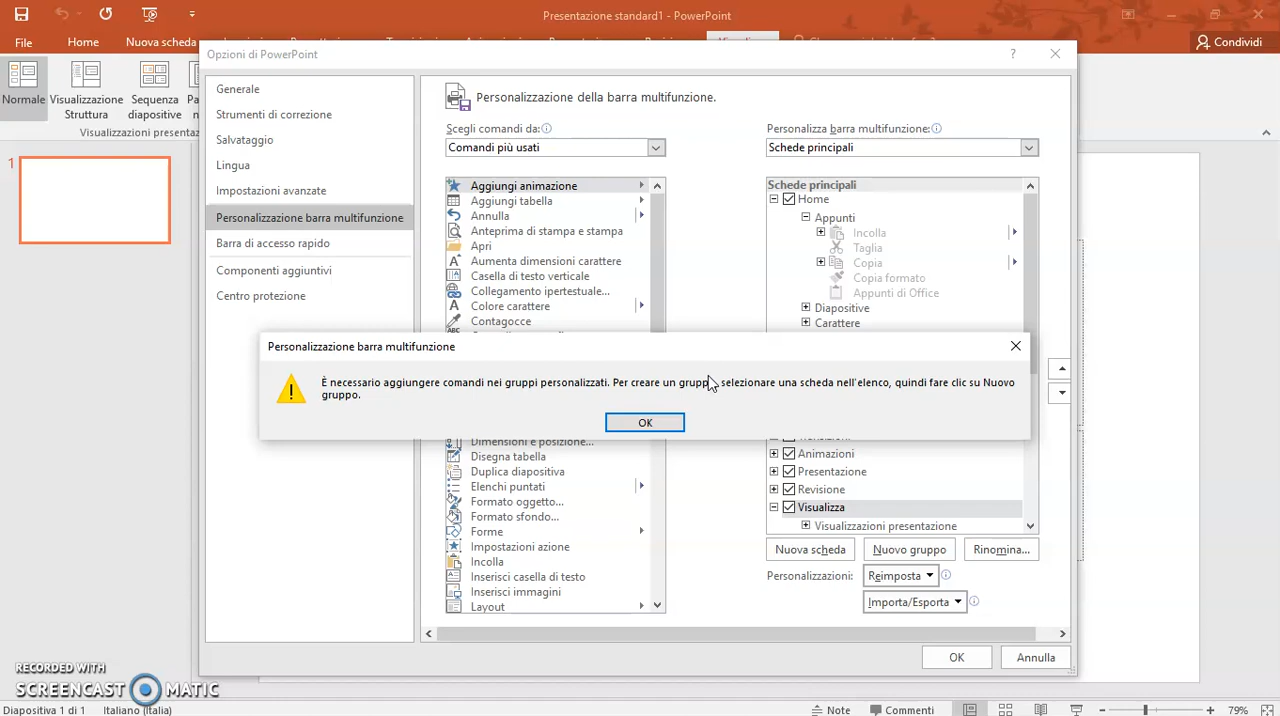 Presentazione standard1 - PowerPoint
File
Home
Nuova scheda
Condividi
Normale
Visualizzazione
Struttura
Sequenza
diapositive
Visualizzazioni
Opzioni di PowerPoint
?
Generale
Strumenti di correzione
Salvataggio
Lingua
Impostazioni avanzate
Personalizzazione barra multifunzione
Barra di accesso rapido
Componenti aggiuntivi
Centro protezione
Personalizzazione della barra multifunzione.
Scegli comandi da:
Comandi più usati
Aggiungi animazione
Aggiungi tabella
Annulla
Anteprima di stampa e stampa
Apri
Aumenta dimensioni carattere
Casella di testo verticale
Collegamento ipertestuale...
Colore carattere
Contagocce
Personalizza barra multifunzione:
Schede principali
Schede principali
Home
Appunti
Incolla
Taglia
Copia
Copia formato
Appunti di Office
Diapositive
Carattere
Personalizzazione barra multifunzione
È necessario aggiungere comandi nei gruppi personalizzati. Per creare un gruppo, selezionare una scheda nell'elenco, quindi fare clic su Nuovo
gruppo.
OK
Dimensioni e posizione...
Disegna tabella
Duplica diapositiva
Elenchi puntati
Formato oggetto...
Formato sfondo...
Forme
Impostazioni azione
Incolla
Inserisci casella di testo
Inserisci immagini
Layout
Animazioni
Presentazione
Revisione
Visualizza
Visualizzazioni presentazione
Nuova scheda
Nuovo gruppo
Rinomina...
Personalizzazioni:
Reimposta
Importa/Esporta
OK
Annulla
1
RECORDED WITH
SCREENCAST MATIC
Diapositiva 1 di 1
Italiano (Italia)
Note
Commenti
79%